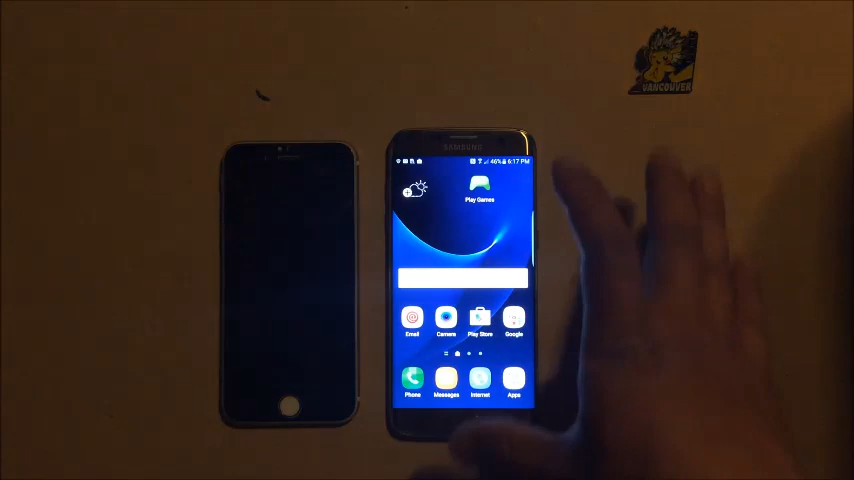 VANCOUVER
SAMSUNG
46% 6:17 PM
Play Games
Email
Camera
Play Store
Google
Phone
Messages
Internet
Apps